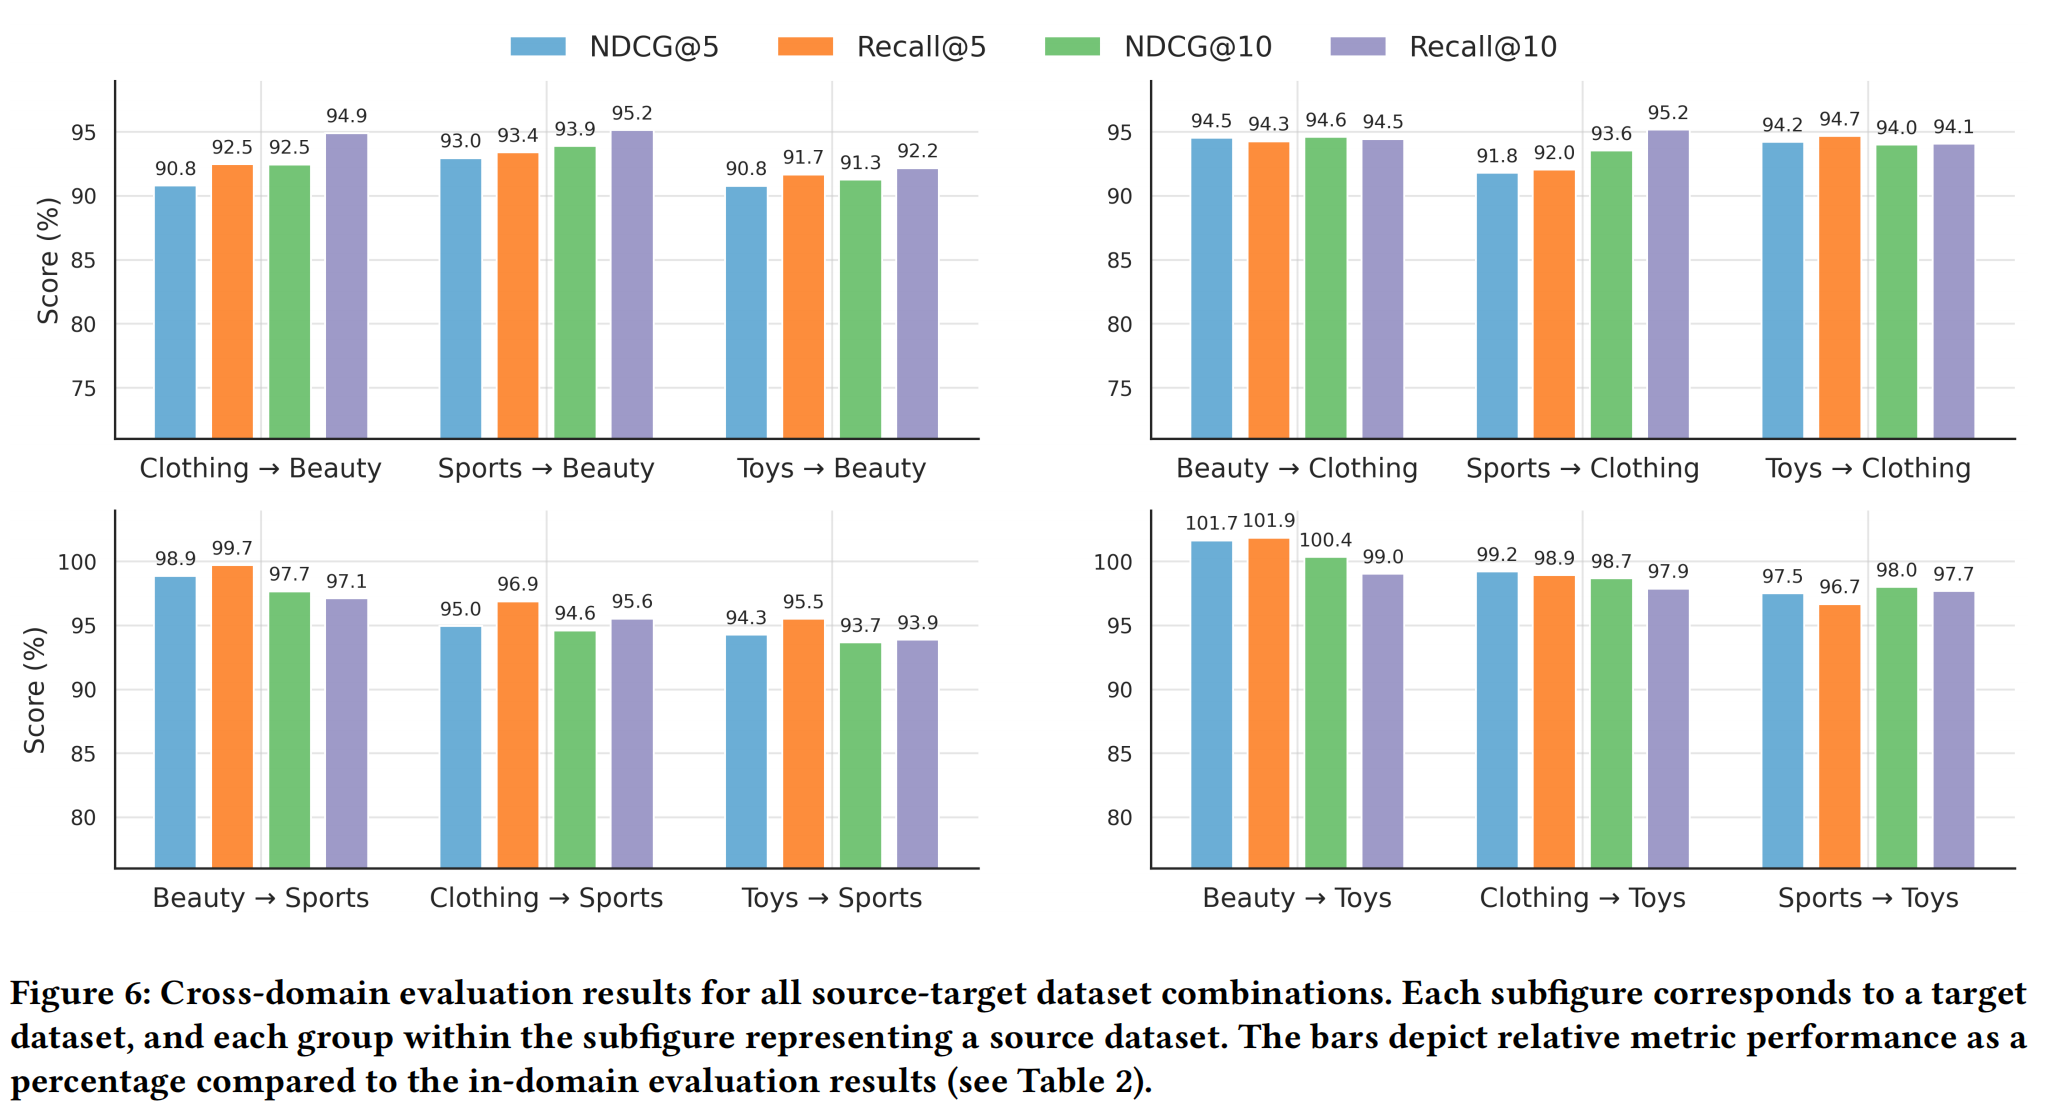 NDCG@5 Recall@5 NDCG@10 Recall@10
Score (%)
95
90
85
80
75
90.8 92.5 92.5 94.9
93.0 93.4 93.9 95.2
90.8 91.7 91.3 92.2
Clothing → Beauty Sports → Beauty Toys → Beauty
95
90
85
80
75
94.5 94.3 94.6 94.5
91.8 92.0 93.6 95.2
94.2 94.7 94.0 94.1
Beauty → Clothing Sports → Clothing Toys → Clothing
Score (%)
100
95
90
85
80
98.9 99.7 97.7 97.1
95.0 96.9 94.6 95.6
94.3 95.5 93.7 93.9
Beauty → Sports Clothing → Sports Toys → Sports
100
95
90
85
80
101.7 101.9 100.4 99.0
99.2 98.9 98.7 97.9
97.5 96.7 98.0 97.7
Beauty → Toys Clothing → Toys Sports → Toys
Figure 6: Cross-domain evaluation results for all source-target dataset combinations. Each subfigure corresponds to a target
dataset, and each group within the subfigure representing a source dataset. The bars depict relative metric performance as a
percentage compared to the in-domain evaluation results (see Table 2).